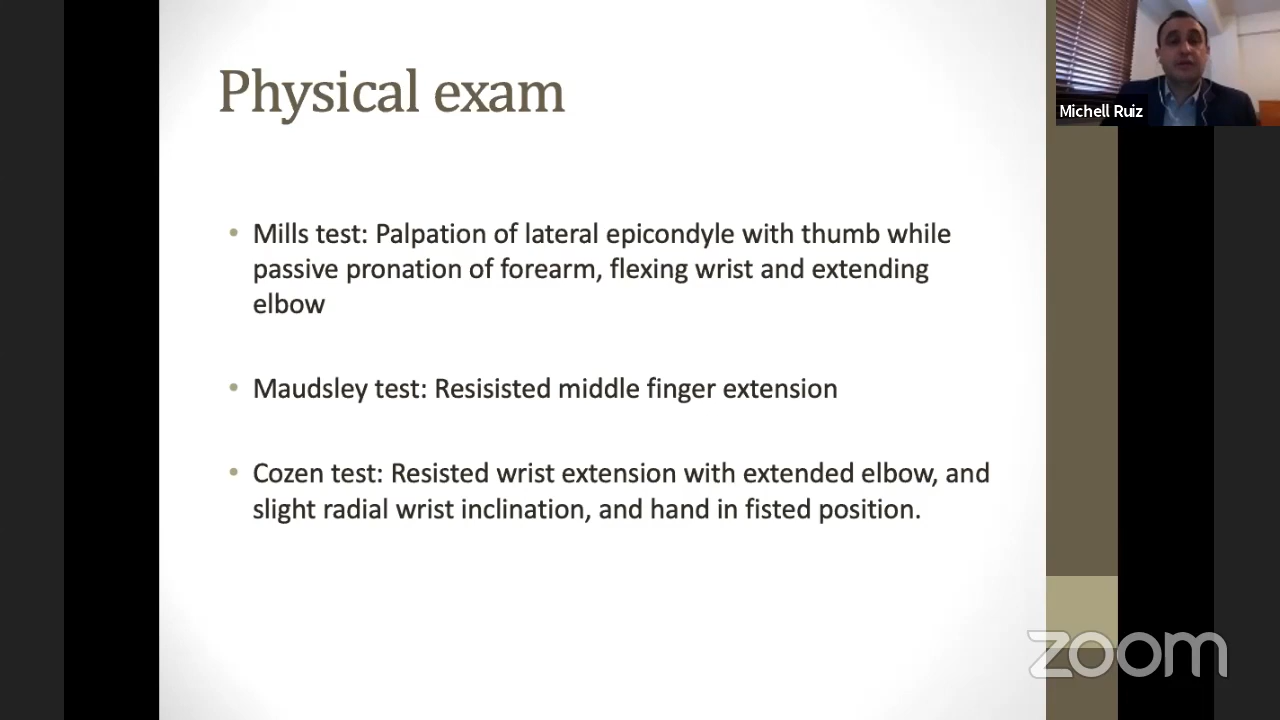 Physical exam
Michell Ruiz
• Mills test: Palpation of lateral epicondyle with thumb while
passive pronation of forearm, flexing wrist and extending
elbow
• Maudsley test: Resisisted middle finger extension
• Cozen test: Resisted wrist extension with extended elbow, and
slight radial wrist inclination, and hand in fisted position.
zoom